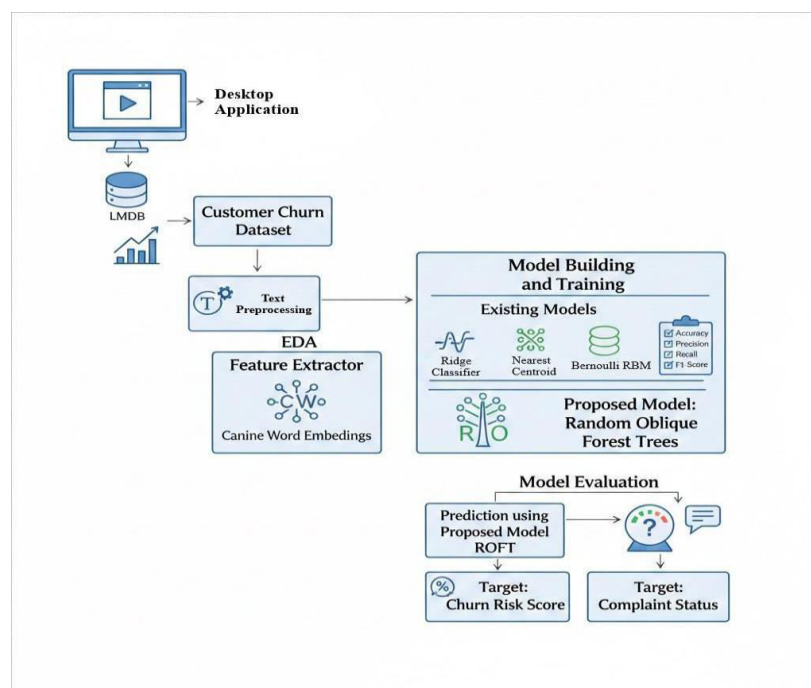 Desktop
Application
LMDB
Customer Churn
Dataset
T
Text
Preprocessing
EDA
Feature Extractor
CW
Canine Word Embedings
Model Building
and Training
Existing Models
Ridge
Classifier
Nearest
Centroid
Bernoulli RBM
Accuracy
Precision
Recall
F1 Score
R O
Proposed Model:
Random Oblique
Forest Trees
Model Evaluation
Prediction using
Proposed Model
ROFT
?
%
Target:
Churn Risk Score
Target:
Complaint Status